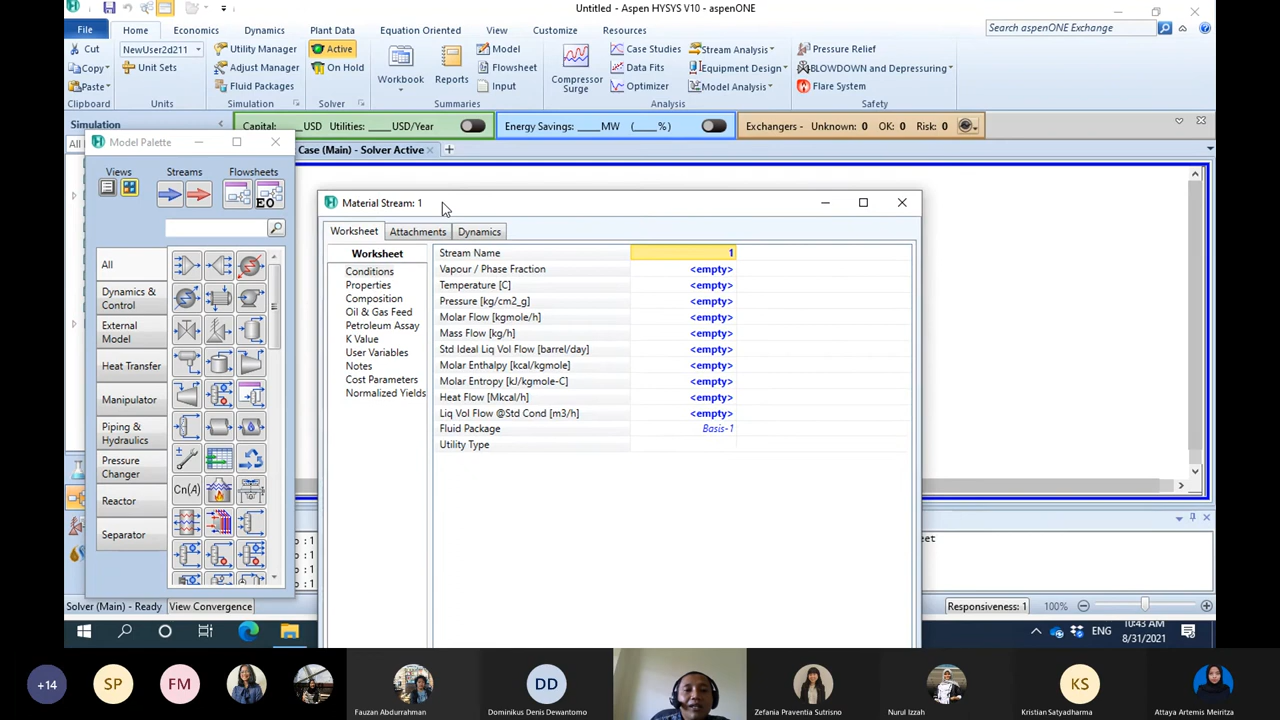 Untitled - Aspen HYSYS V10 - aspenONE
File Home Economics Dynamics Plant Data Equation Oriented View Customize Resources
Search aspenONE Exchange
Cut
Copy
Paste
Clipboard
NewUser2d211
Unit Sets
Units
Utility Manager
Adjust Manager
Fluid Packages
Simulation
Active
On Hold
Solver
Workbook
Reports
Model
Flowsheet
Input
Summaries
Compressor
Surge
Case Studies
Data Fits
Optimizer
Stream Analysis
Equipment Design
Model Analysis
Analysis
Pressure Relief
BLOWDOWN and Depressuring
Flare System
Safety
Simulation
Capital: ____USD Utilities: ____USD/Year
Energy Savings: ____MW (____%)
Exchangers - Unknown: 0 OK: 0 Risk: 0
All
Case (Main) - Solver Active
Model Palette
Views Streams Flowsheets
EO
All
Dynamics &
Control
External
Model
Heat Transfer
Manipulator
Piping &
Hydraulics
Pressure
Changer
Reactor
Separator
Cn(A)
Material Stream: 1
Worksheet Attachments Dynamics
Worksheet
Conditions
Properties
Composition
Oil & Gas Feed
Petroleum Assay
K Value
User Variables
Notes
Cost Parameters
Normalized Yields
Stream Name 1
Vapour / Phase Fraction <empty>
Temperature [C] <empty>
Pressure [kg/cm2_g] <empty>
Molar Flow [kgmole/h] <empty>
Mass Flow [kg/h] <empty>
Std Ideal Liq Vol Flow [barrel/day] <empty>
Molar Enthalpy [kcal/kgmole] <empty>
Molar Entropy [kJ/kgmole-C] <empty>
Heat Flow [Mkcal/h] <empty>
Liq Vol Flow @Std Cond [m3/h] <empty>
Fluid Package Basis-1
Utility Type
Solver (Main) - Ready View Convergence
Responsiveness: 1 100%
ENG
10:43 AM
8/31/2021
+14
SP
FM
Fauzan Abdurrahman
DD
Dominikus Denis Dewantomo
Zefania Praventia Sutrisno
Nurul Izzah
KS
Kristian Satyadharma
Attaya Artemis Meiritza